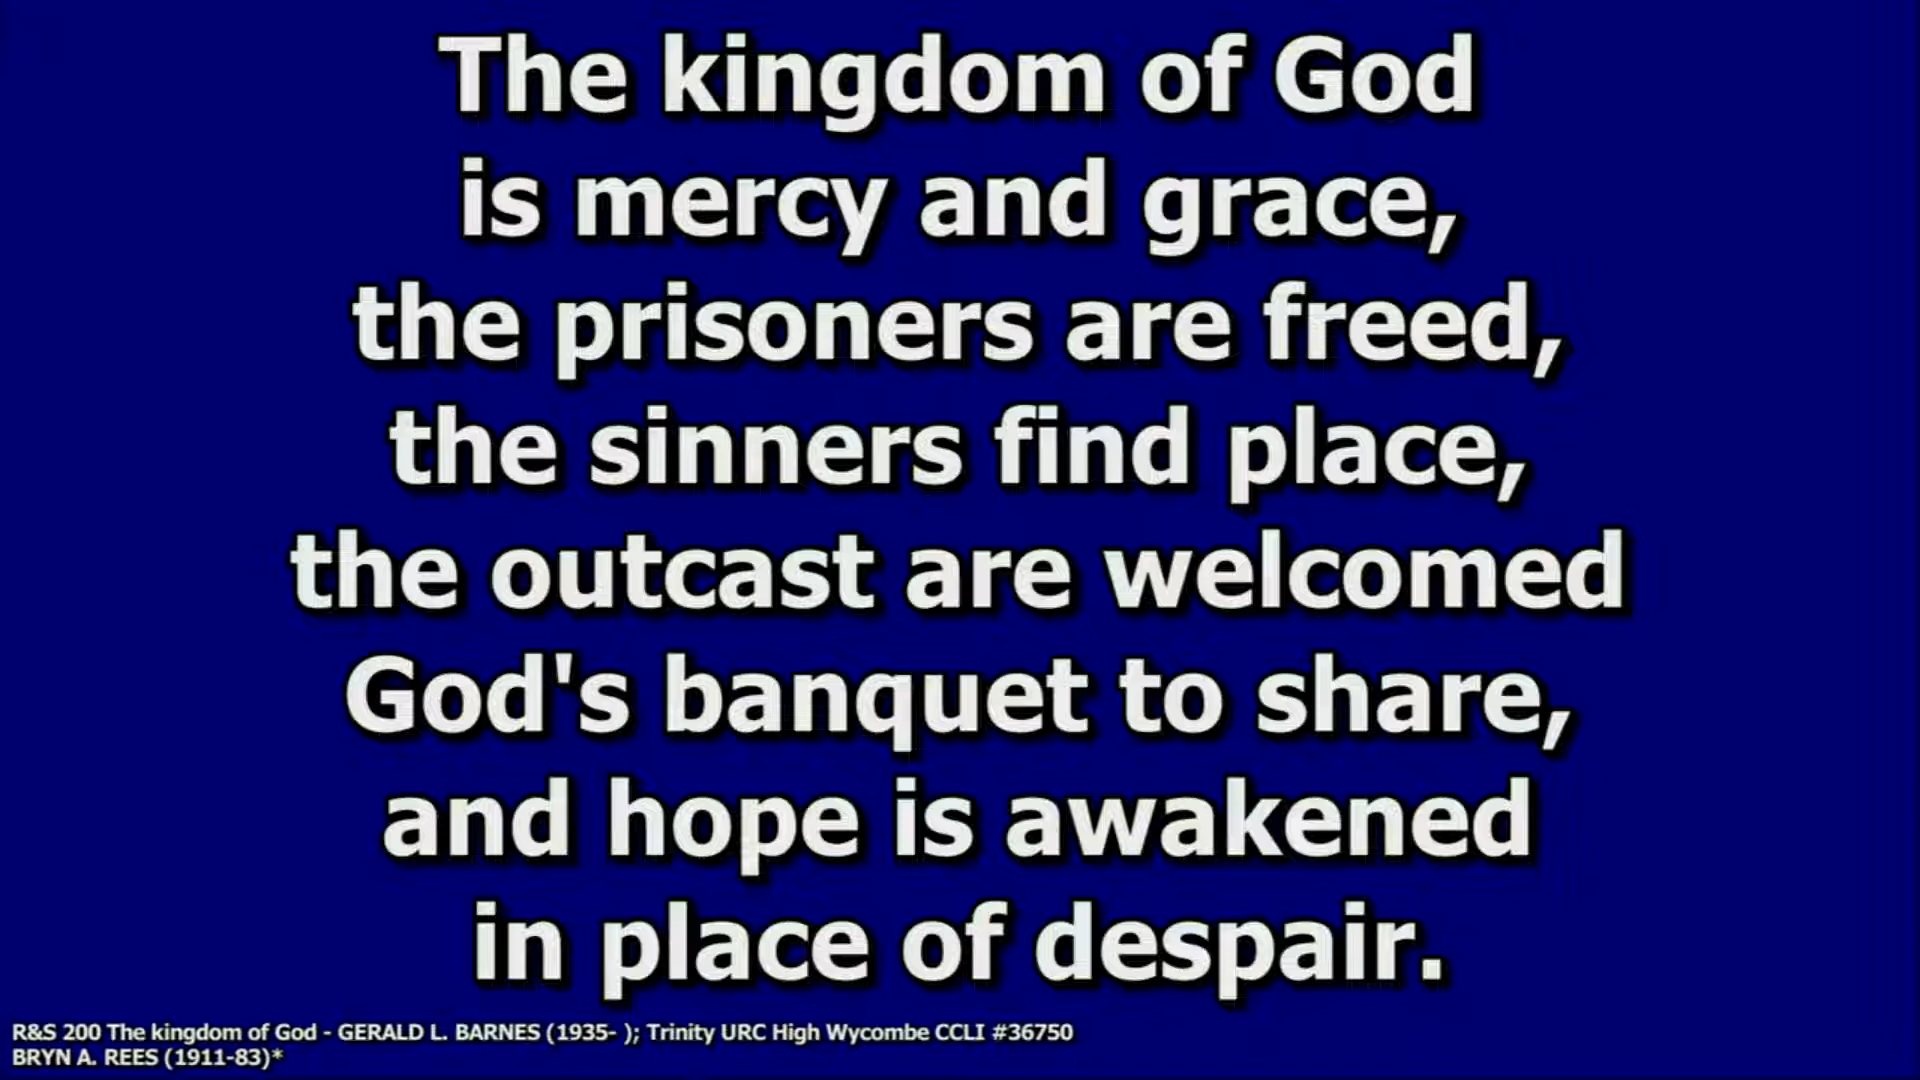 The kingdom of God
is mercy and grace,
the prisoners are freed,
the sinners find place,
the outcast are welcomed
God's banquet to share,
and hope is awakened
in place of despair.
R&S 200 The kingdom of God - GERALD L. BARNES (1935- ); Trinity URC High Wycombe CCLI #36750
BRYN A. REES (1911-83)*